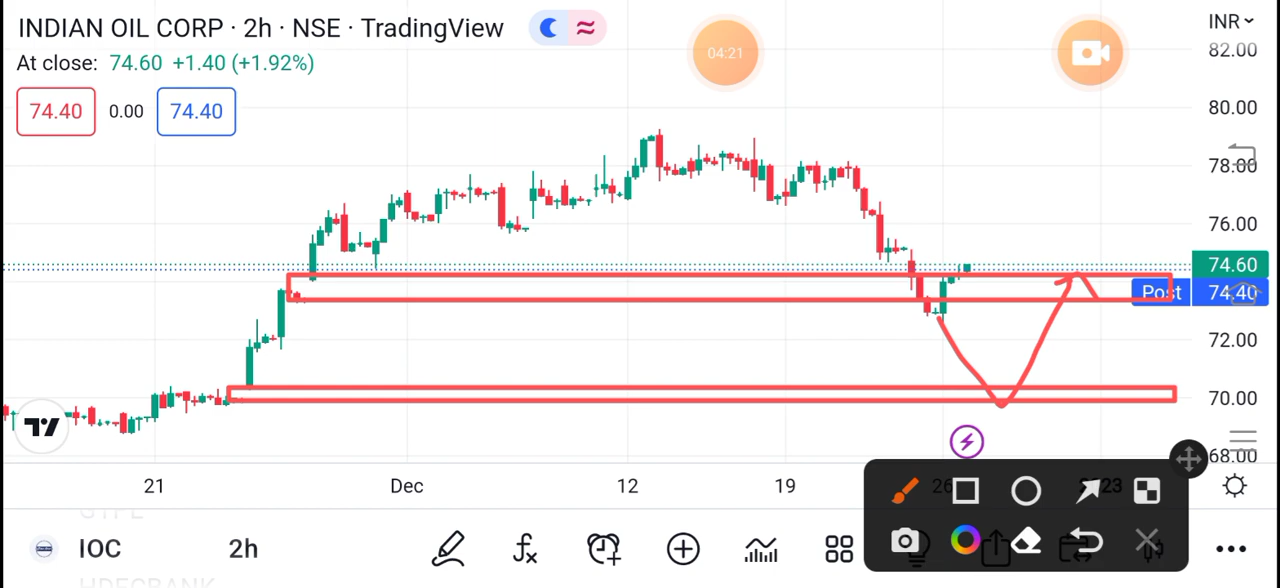 INDIAN OIL CORP · 2h · NSE · TradingView
INR
04:21
82.00
At close: 74.60 +1.40 (+1.92%)
74.40 0.00 74.40
80.00
78.00
76.00
74.60
Post 74.40
72.00
70.00
68.00
21 Dec 12 19 26
IOC 2h
HDFCBANK